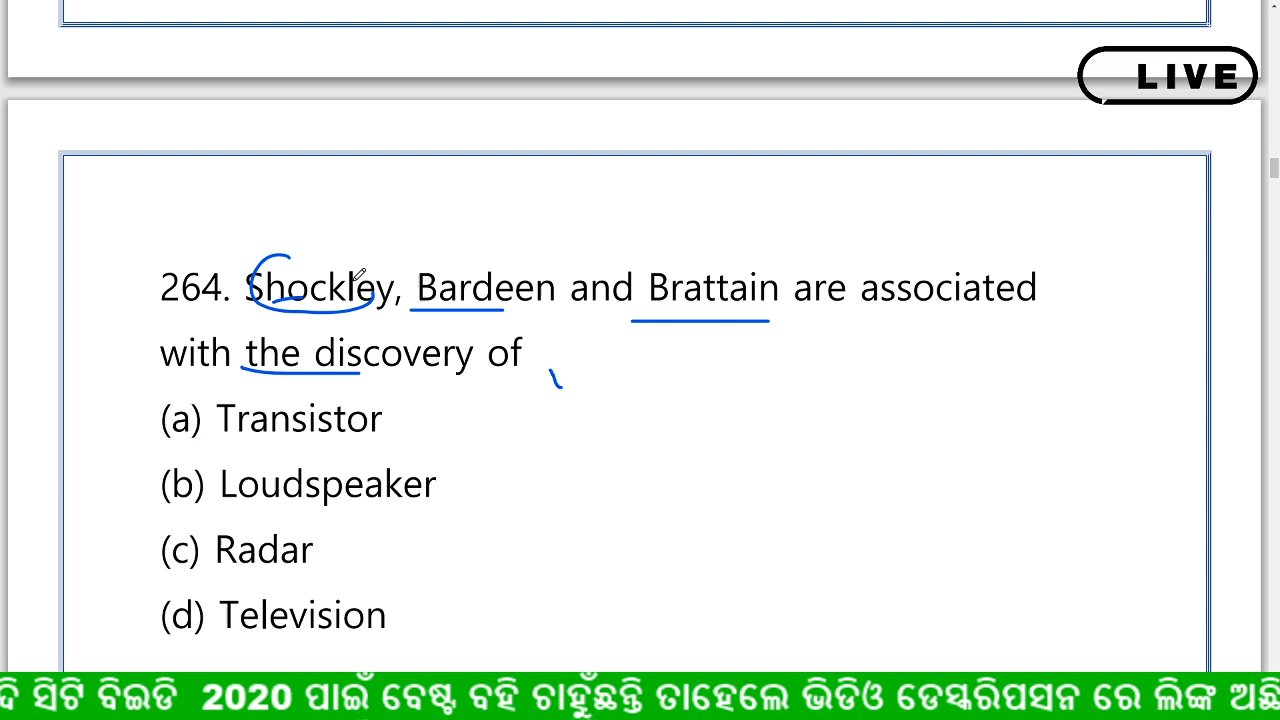 LIVE
264. Shockley, Bardeen and Brattain are associated
with the discovery of
(a) Transistor
(b) Loudspeaker
(c) Radar
(d) Television
ବି ସିଟି ବିଇଡି 2020 ପାଇଁ ବେଷ୍ଟ ବହି ଚାହୁଁଛନ୍ତି ତାହେଲେ ଭିଡିଓ ଡେସ୍କରିପସନ ରେ ଲିଙ୍କ ଅଛି